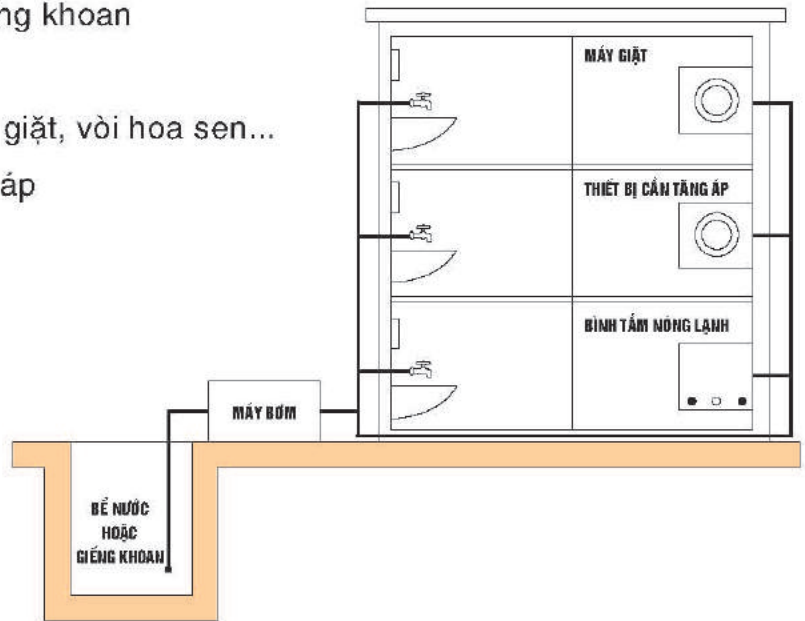 ng khoan
giặt, vòi hoa sen...
áp
MÁY GIẶT
THIẾT BỊ CẦN TĂNG ÁP
BÌNH TẮM NÓNG LẠNH
MÁY BƠM
BỂ NƯỚC
HOẶC
GIẾNG KHOAN